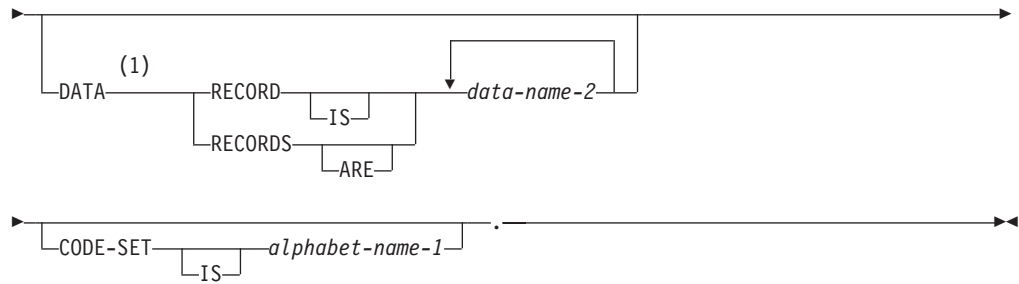 (1)
DATA RECORD IS data-name-2
RECORDS ARE
CODE-SET IS alphabet-name-1 .